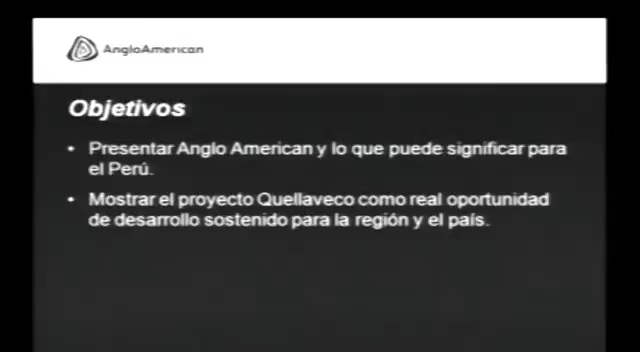 AngloAmerican
Objetivos
• Presentar Anglo American y lo que puede significar para
el Perú.
• Mostrar el proyecto Quellaveco como real oportunidad
de desarrollo sostenido para la región y el país.